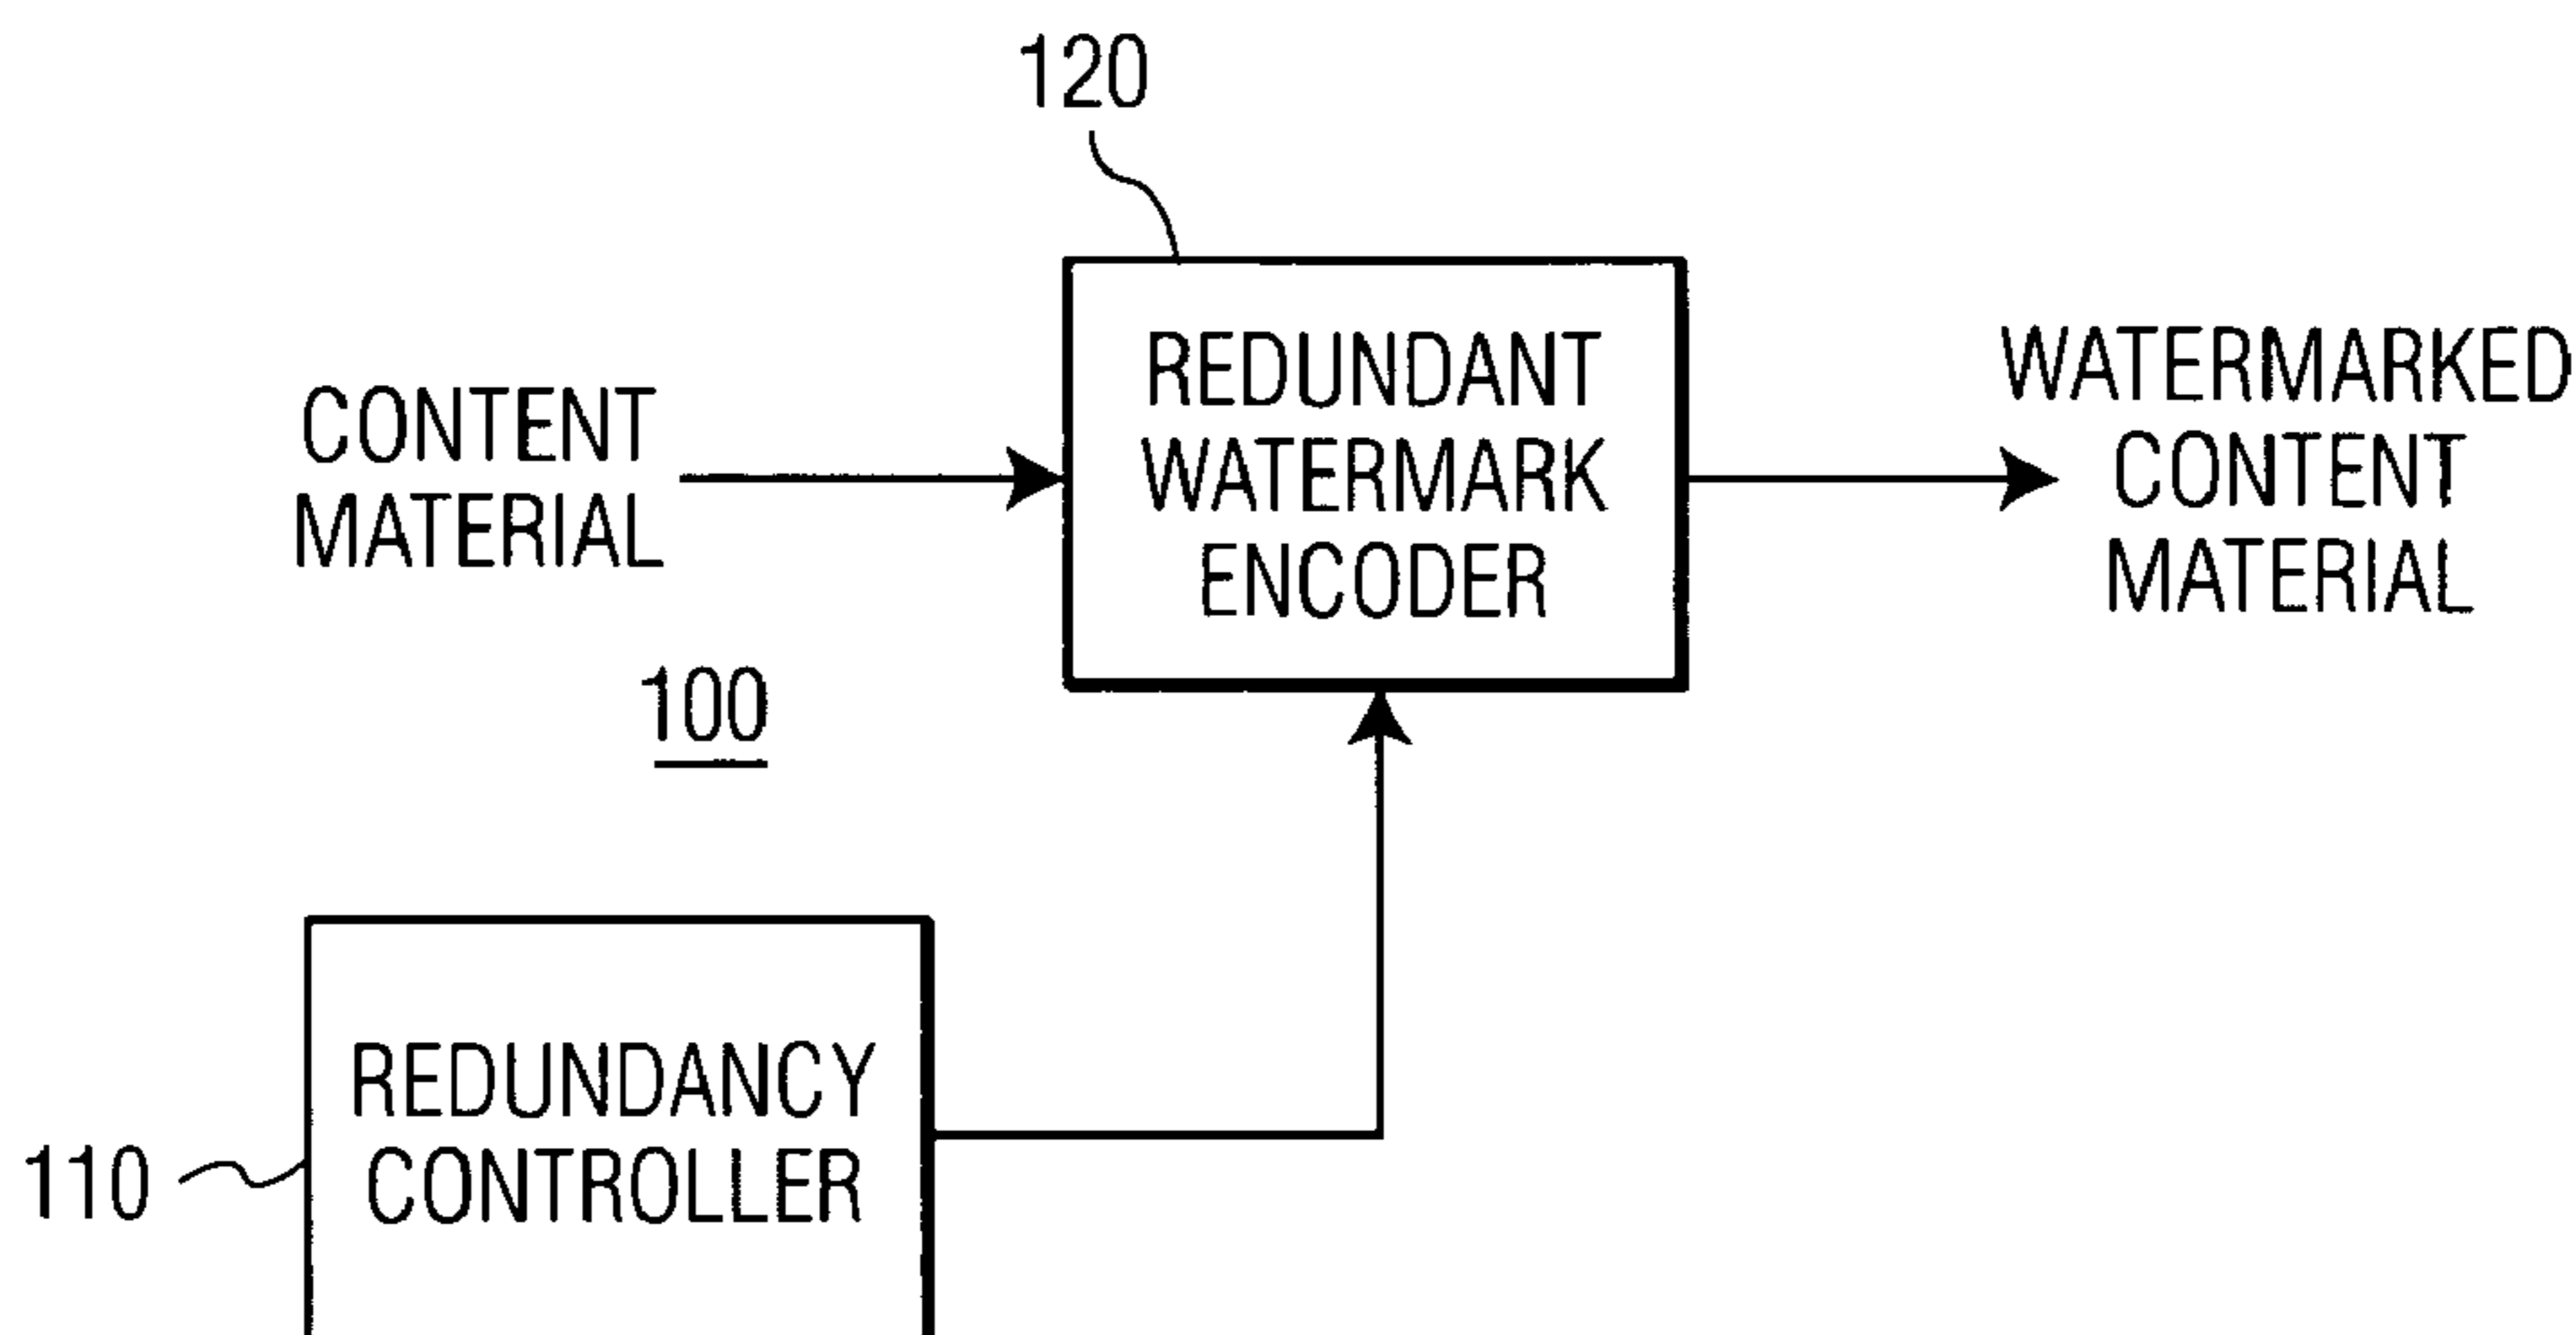 120
CONTENT
MATERIAL
REDUNDANT
WATERMARK
ENCODER
WATERMARKED
CONTENT
MATERIAL
100
110
REDUNDANCY
CONTROLLER